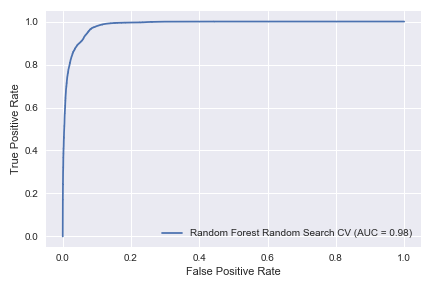 1.0
0.8
0.6
0.4
0.2
0.0
True Positive Rate
Random Forest Random Search CV (AUC = 0.98)
0.0 0.2 0.4 0.6 0.8 1.0
False Positive Rate